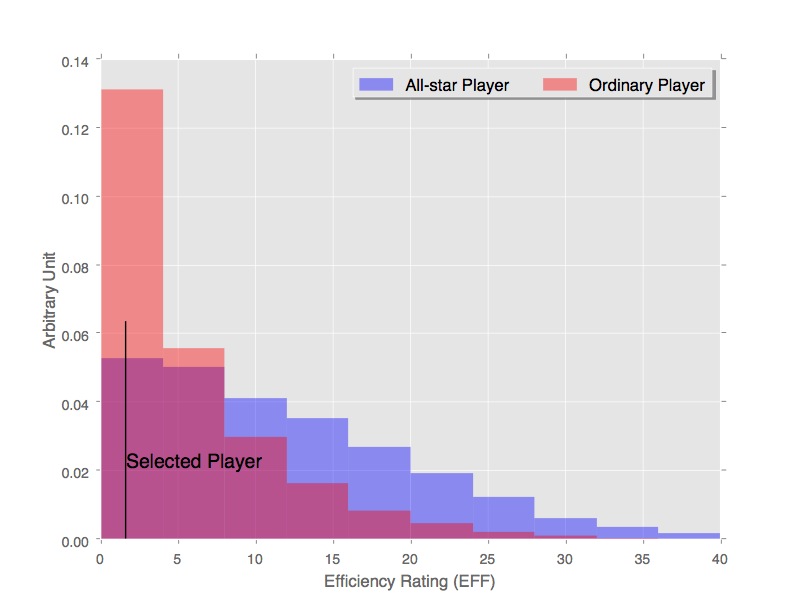 All-star Player
Ordinary Player
0.14
0.12
0.10
0.08
0.06
0.04
0.02
0.00
Arbitrary Unit
Selected Player
0 5 10 15 20 25 30 35 40
Efficiency Rating (EFF)